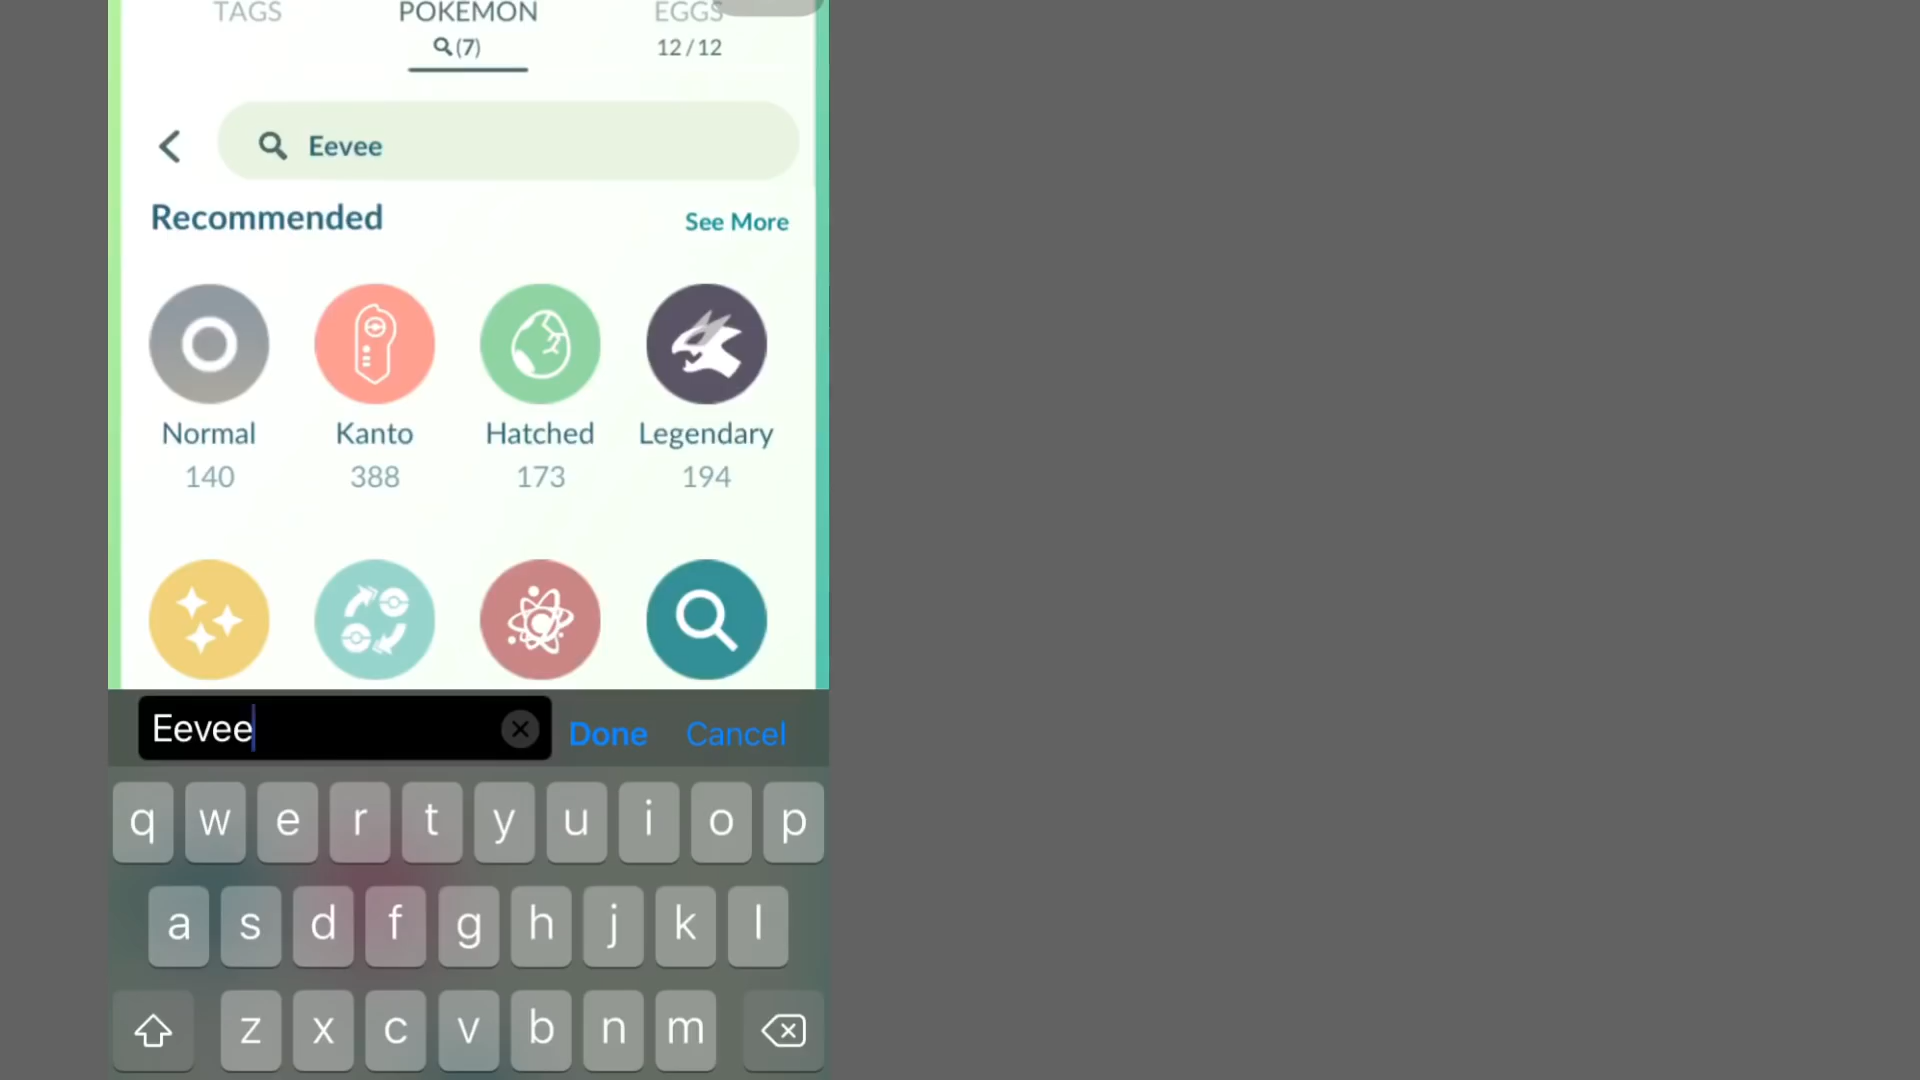 TAGS POKÉMON EGGS
(7) 12 / 12
Eevee
Recommended See More
Normal Kanto Hatched Legendary
140 388 173 194
Eevee Done Cancel
q w e r t y u i o p
a s d f g h j k l
z x c v b n m